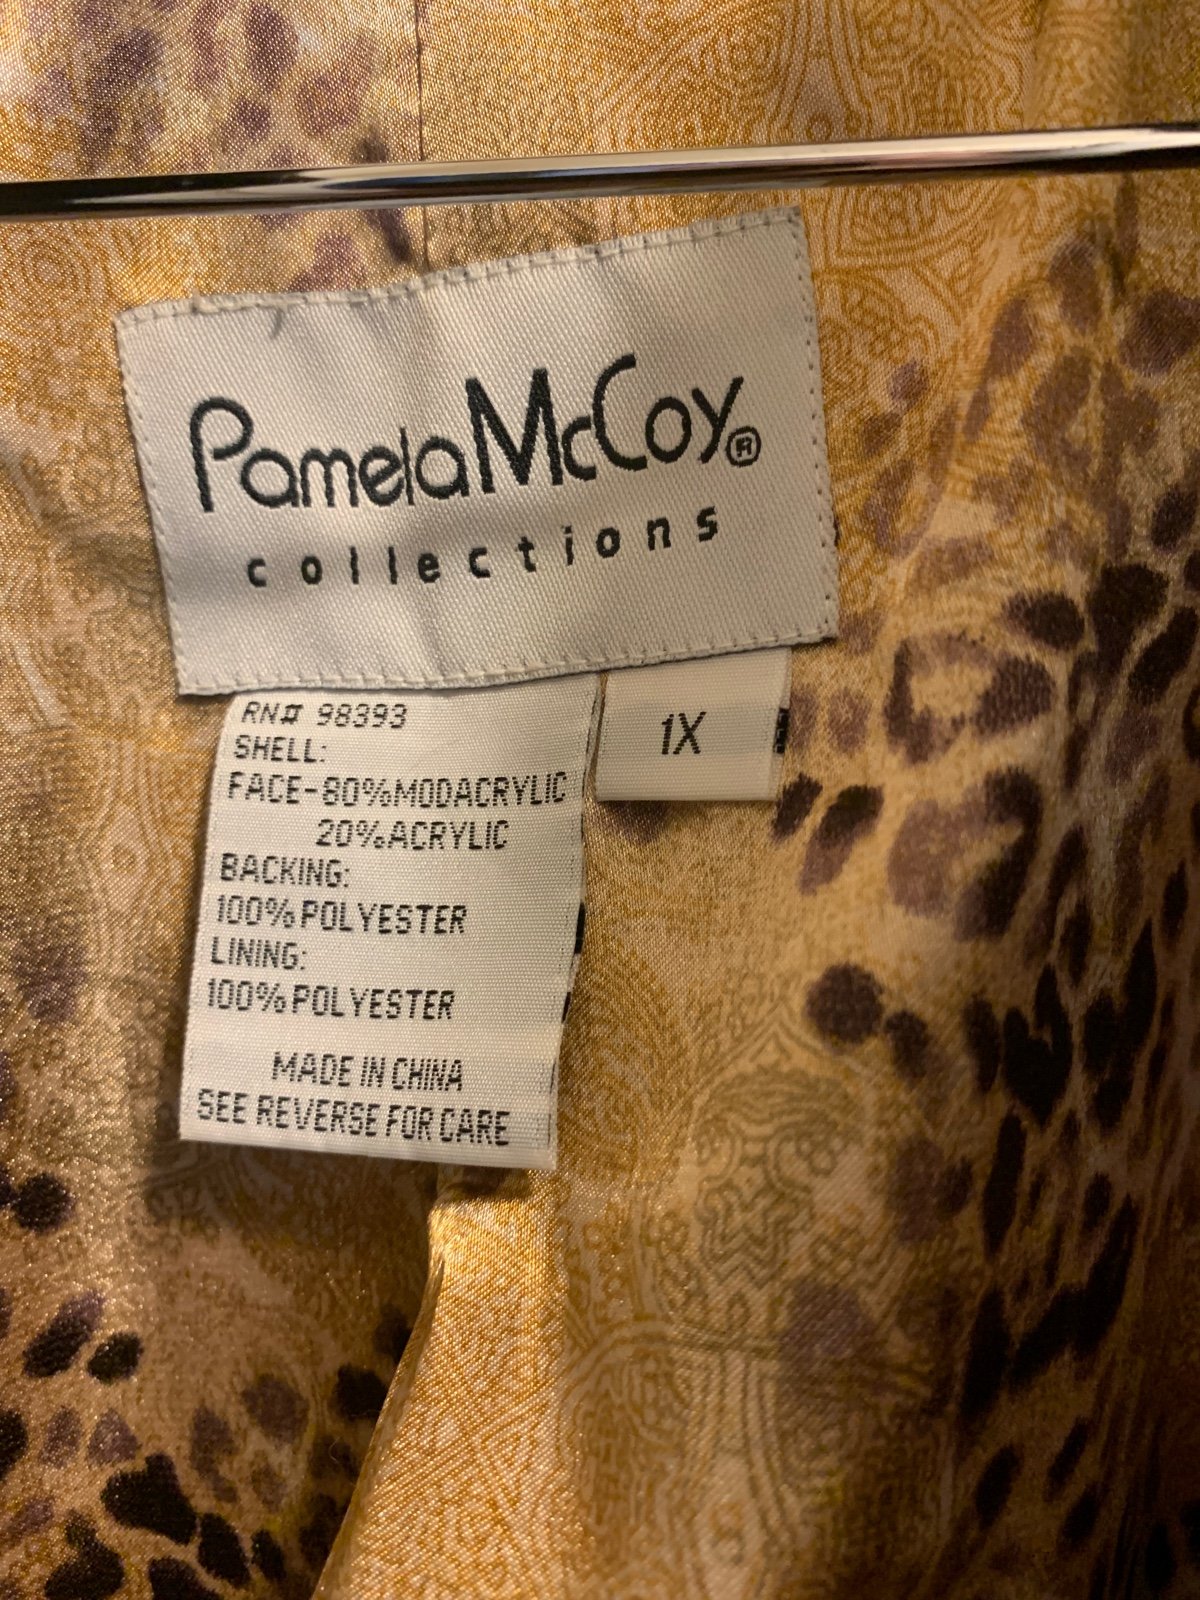 PamelaMcCoy®
collections
RN# 98393
SHELL:
FACE-80%MODACRYLIC
20%ACRYLIC
BACKING:
100%POLYESTER
LINING:
100%POLYESTER
MADE IN CHINA
SEE REVERSE FOR CARE
1X